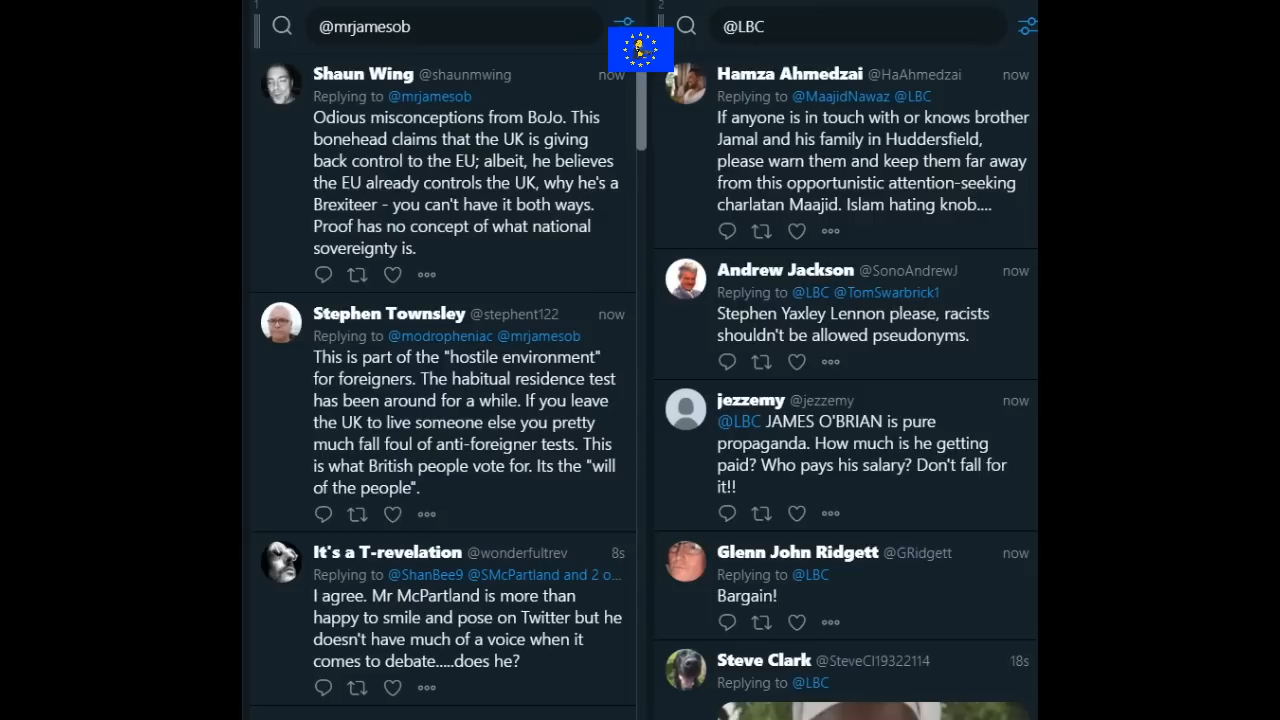 1
@mrjamesob
Shaun Wing @shaunmwing now
Replying to @mrjamesob
Odious misconceptions from BoJo. This
bonehead claims that the UK is giving
back control to the EU; albeit, he believes
the EU already controls the UK, why he's a
Brexiteer - you can't have it both ways.
Proof has no concept of what national
sovereignty is.
Stephen Townsley @stephent122 now
Replying to @modropheniac @mrjamesob
This is part of the "hostile environment"
for foreigners. The habitual residence test
has been around for a while. If you leave
the UK to live someone else you pretty
much fall foul of anti-foreigner tests. This
is what British people vote for. Its the "will
of the people".
It's a T-revelation @wonderfultrev 8s
Replying to @ShanBee9 @SMcPartland and 2 o...
I agree. Mr McPartland is more than
happy to smile and pose on Twitter but he
doesn't have much of a voice when it
comes to debate.....does he?
2
@LBC
Hamza Ahmedzai @HaAhmedzai now
Replying to @MaajidNawaz @LBC
If anyone is in touch with or knows brother
Jamal and his family in Huddersfield,
please warn them and keep them far away
from this opportunistic attention-seeking
charlatan Maajid. Islam hating knob....
Andrew Jackson @SonoAndrewJ now
Replying to @LBC @TomSwarbrick1
Stephen Yaxley Lennon please, racists
shouldn't be allowed pseudonyms.
jezzemy @jezzemy now
@LBC JAMES O'BRIAN is pure
propaganda. How much is he getting
paid? Who pays his salary? Don't fall for
it!!
Glenn John Ridgett @GRidgett now
Replying to @LBC
Bargain!
Steve Clark @SteveCl19322114 18s
Replying to @LBC